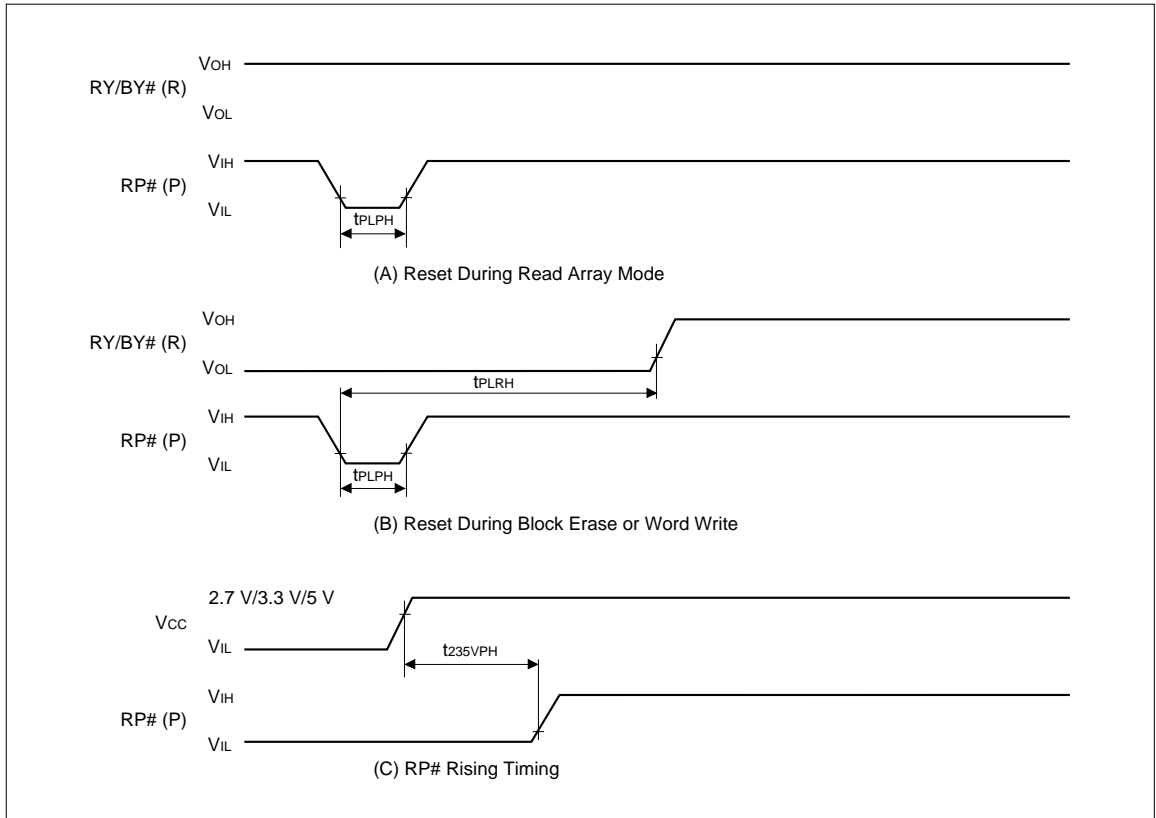 VOH
RY/BY# (R)
VOL
VIH
RP# (P)
VIL
tPLPH
(A) Reset During Read Array Mode
VOH
RY/BY# (R)
VOL
tPLRH
VIH
RP# (P)
VIL
tPLPH
(B) Reset During Block Erase or Word Write
2.7 V/3.3 V/5 V
VCC
VIL
t235VPH
VIH
RP# (P)
VIL
(C) RP# Rising Timing